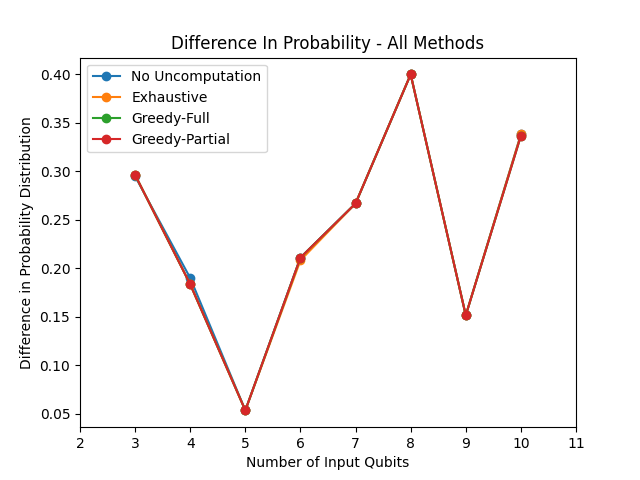 Difference In Probability - All Methods
No Uncomputation
Exhaustive
Greedy-Full
Greedy-Partial
Difference in Probability Distribution
0.40
0.35
0.30
0.25
0.20
0.15
0.10
0.05
2 3 4 5 6 7 8 9 10 11
Number of Input Qubits